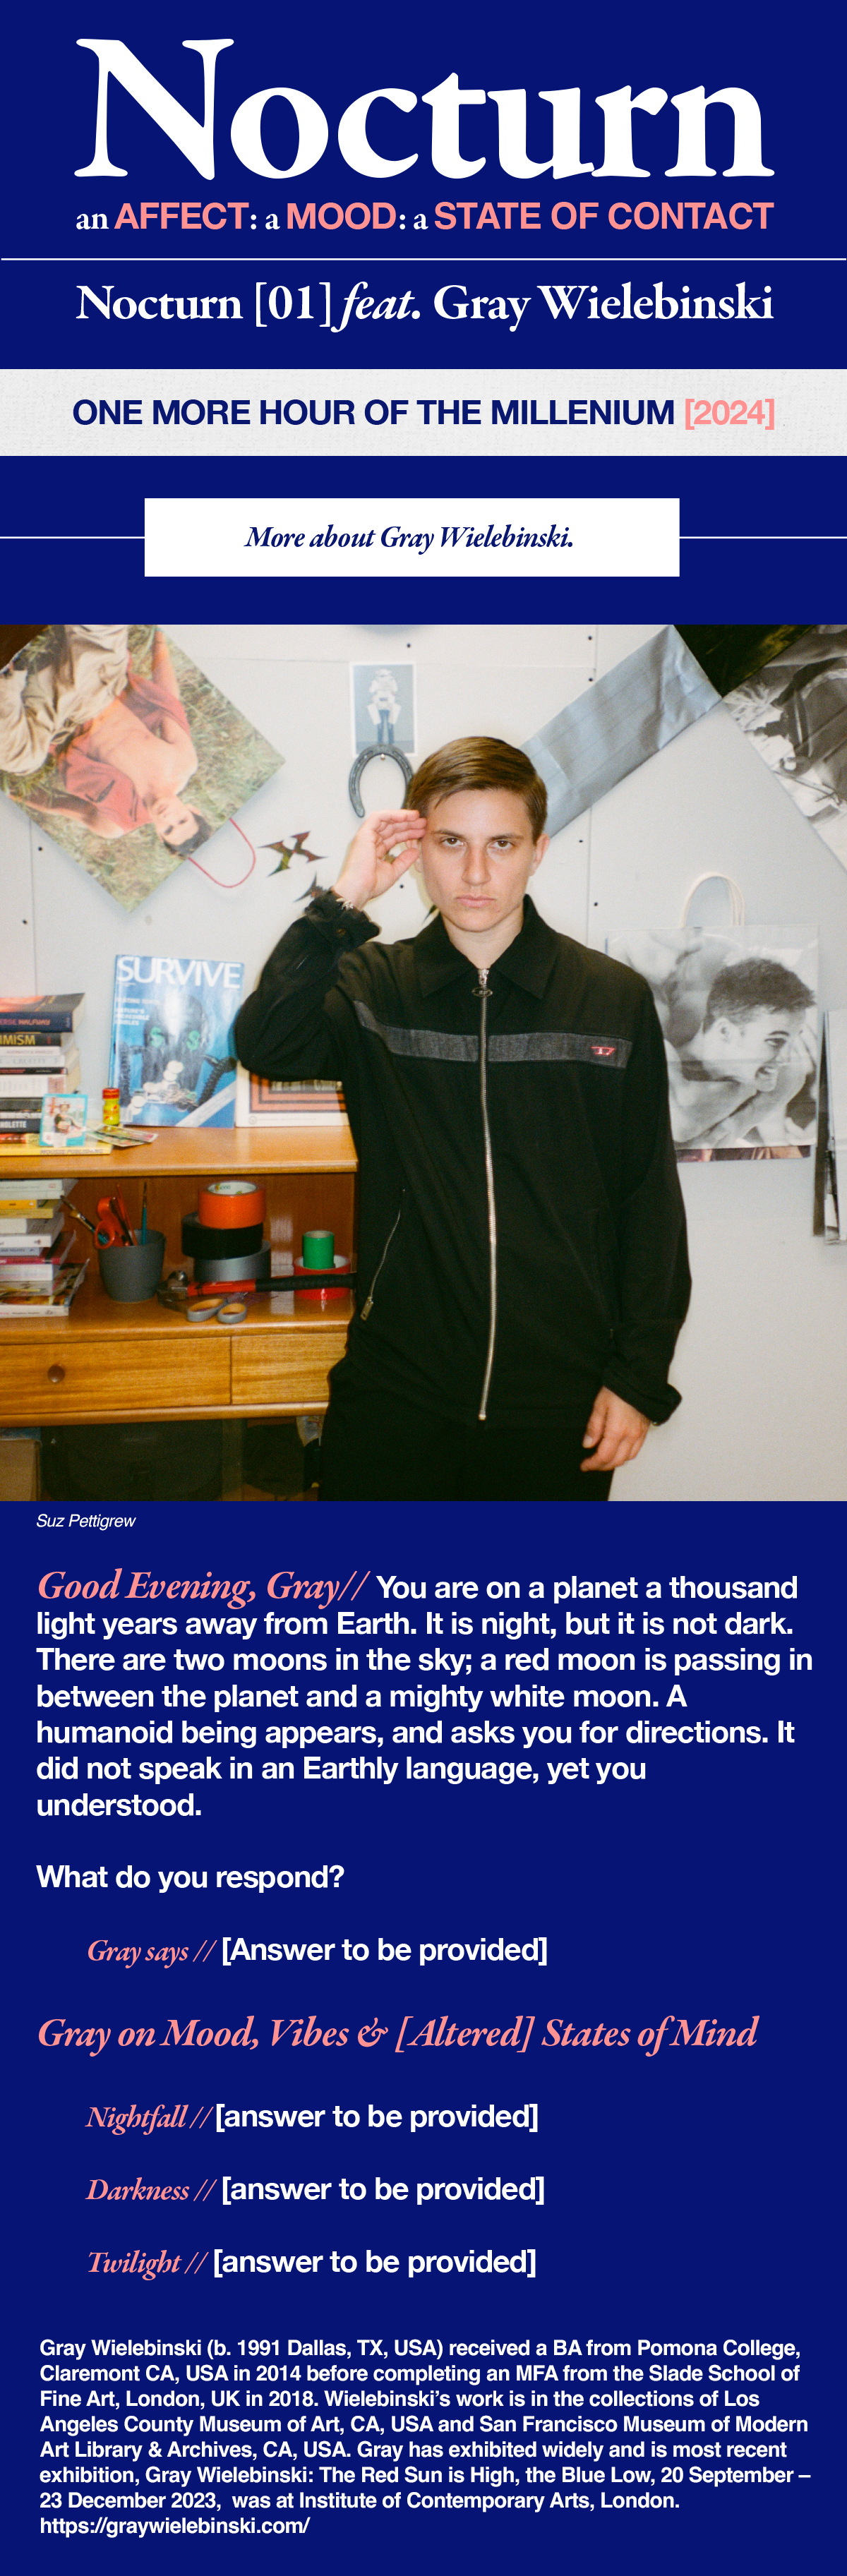 Nocturn
an AFFECT: a MOOD: a STATE OF CONTACT
Nocturn [01] feat. Gray Wielebinski
ONE MORE HOUR OF THE MILLENIUM [2024]
More about Gray Wielebinski.
SURVIVE
Suz Pettigrew
Good Evening, Gray// You are on a planet a thousand
light years away from Earth. It is night, but it is not dark.
There are two moons in the sky; a red moon is passing in
between the planet and a mighty white moon. A
humanoid being appears, and asks you for directions. It
did not speak in an Earthly language, yet you
understood.
What do you respond?
Gray says // [Answer to be provided]
Gray on Mood, Vibes & [Altered] States of Mind
Nightfall // [answer to be provided]
Darkness // [answer to be provided]
Twilight // [answer to be provided]
Gray Wielebinski (b. 1991 Dallas, TX, USA) received a BA from Pomona College,
Claremont CA, USA in 2014 before completing an MFA from the Slade School of
Fine Art, London, UK in 2018. Wielebinski’s work is in the collections of Los
Angeles County Museum of Art, CA, USA and San Francisco Museum of Modern
Art Library & Archives, CA, USA. Gray has exhibited widely and is most recent
exhibition, Gray Wielebinski: The Red Sun is High, the Blue Low, 20 September –
23 December 2023,  was at Institute of Contemporary Arts, London.
https://graywielebinski.com/